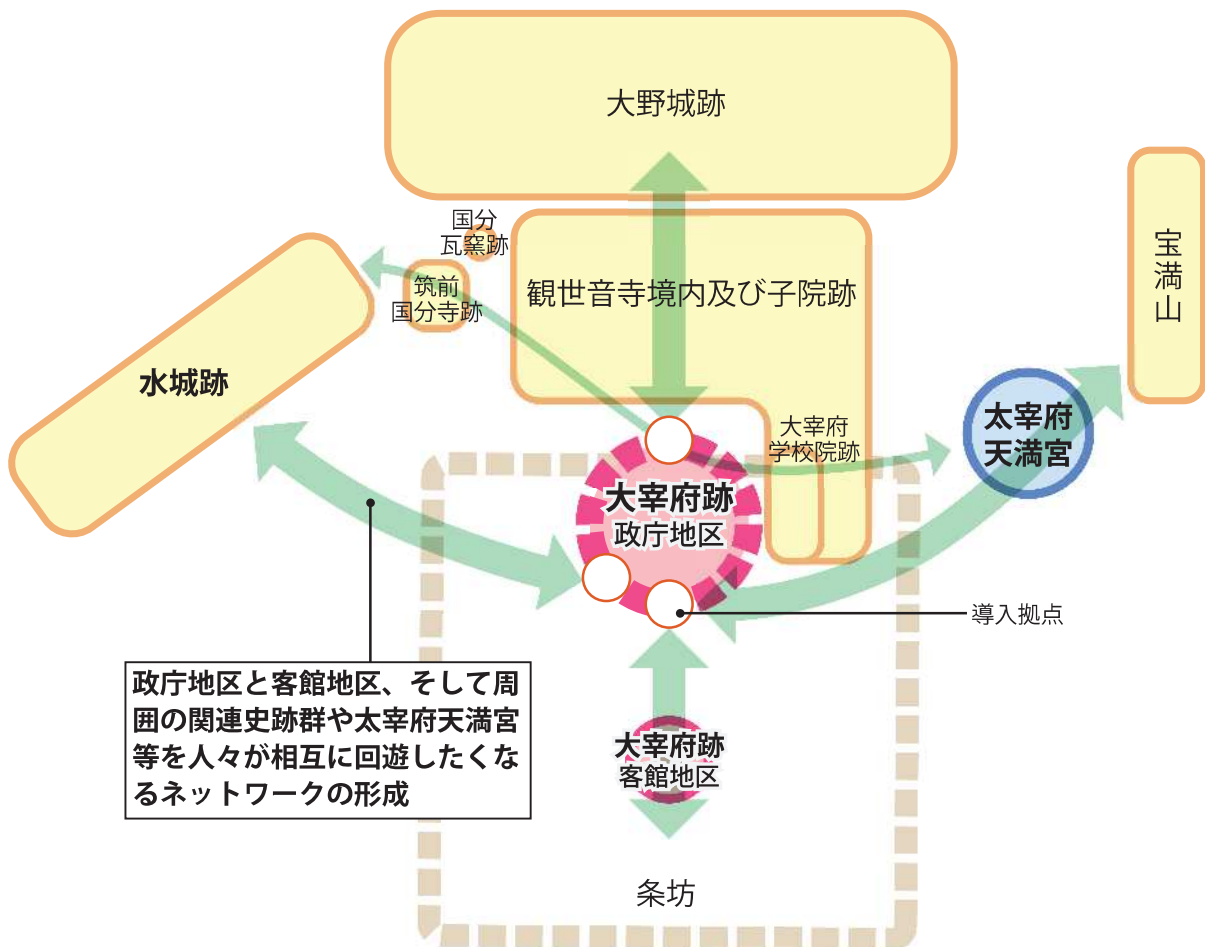 大野城跡
国分
瓦窯跡
宝満山
筑前
国分寺跡
観世音寺境内及び子院跡
水城跡
太宰府
天満宮
大宰府
学校院跡
大宰府跡
政庁地区
導入拠点
政庁地区と客館地区、そして周
囲の関連史跡群や太宰府天満宮
等を人々が相互に回遊したくな
るネットワークの形成
大宰府跡
客館地区
条坊